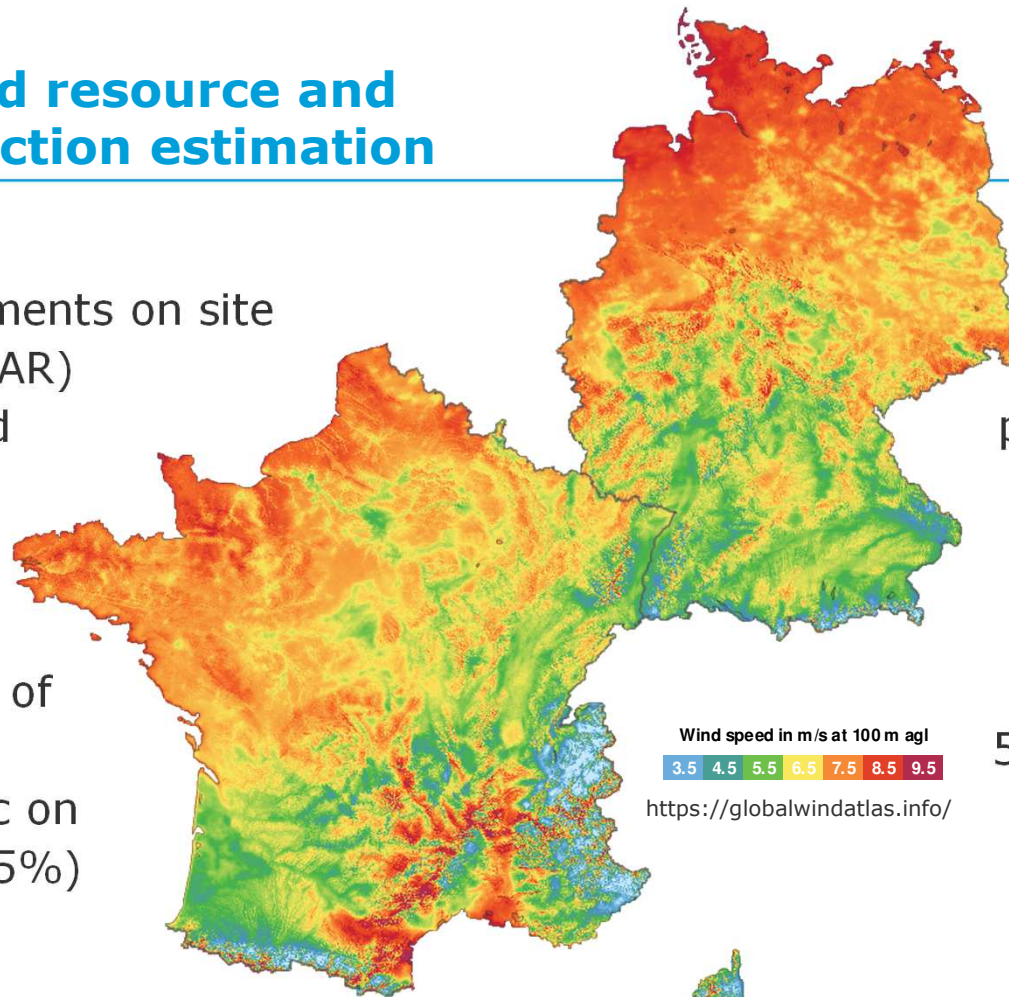 d resource and
ction estimation
ments on site
AR)
d
p
of
5
c on
5%)
Wind speed in m/s at 100 m agl
3.5 4.5 5.5 6.5 7.5 8.5 9.5
https://globalwindatlas.info/